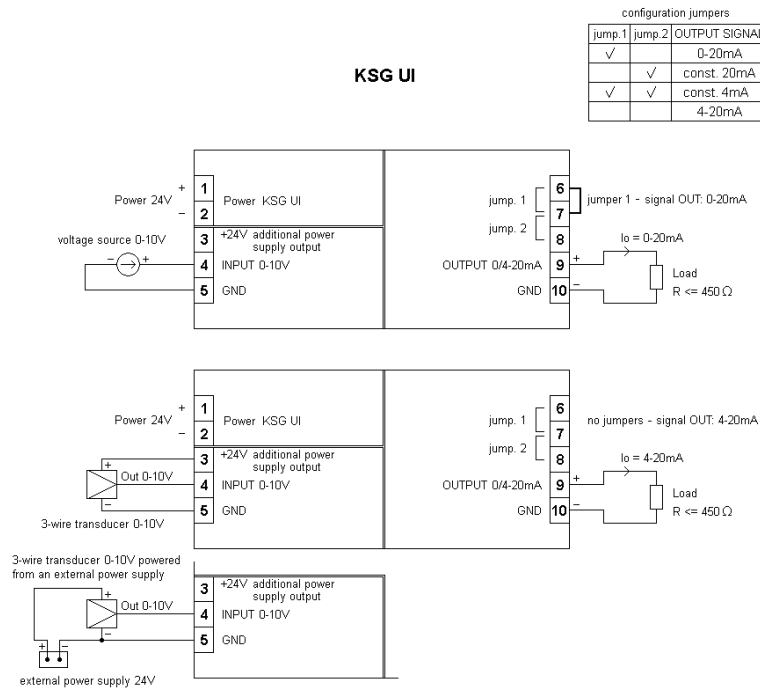 configuration jumpers
jump.1 jump.2 OUTPUT SIGNAL
√ 0-20mA
√ const. 20mA
√ √ const. 4mA
4-20mA
KSG UI
Power 24V + 1 Power KSG UI
− 2
3 +24V additional power
supply output
voltage source 0-10V
− + 4 INPUT 0-10V
5 GND
jump. 1 6 jumper 1 - signal OUT: 0-20mA
7
jump. 2 8
Io = 0-20mA
OUTPUT 0/4-20mA 9 +
GND 10 −
Load
R <= 450 Ω
Power 24V + 1 Power KSG UI
− 2
3 +24V additional power
supply output
+ Out 0-10V 4 INPUT 0-10V
− 5 GND
3-wire transducer 0-10V
jump. 1 6 no jumpers - signal OUT: 4-20mA
7
jump. 2 8
Io = 4-20mA
OUTPUT 0/4-20mA 9 +
GND 10 −
Load
R <= 450 Ω
3-wire transducer 0-10V powered
from an external power supply
3 +24V additional power
supply output
+ Out 0-10V 4 INPUT 0-10V
− 5 GND
+ −
external power supply 24V